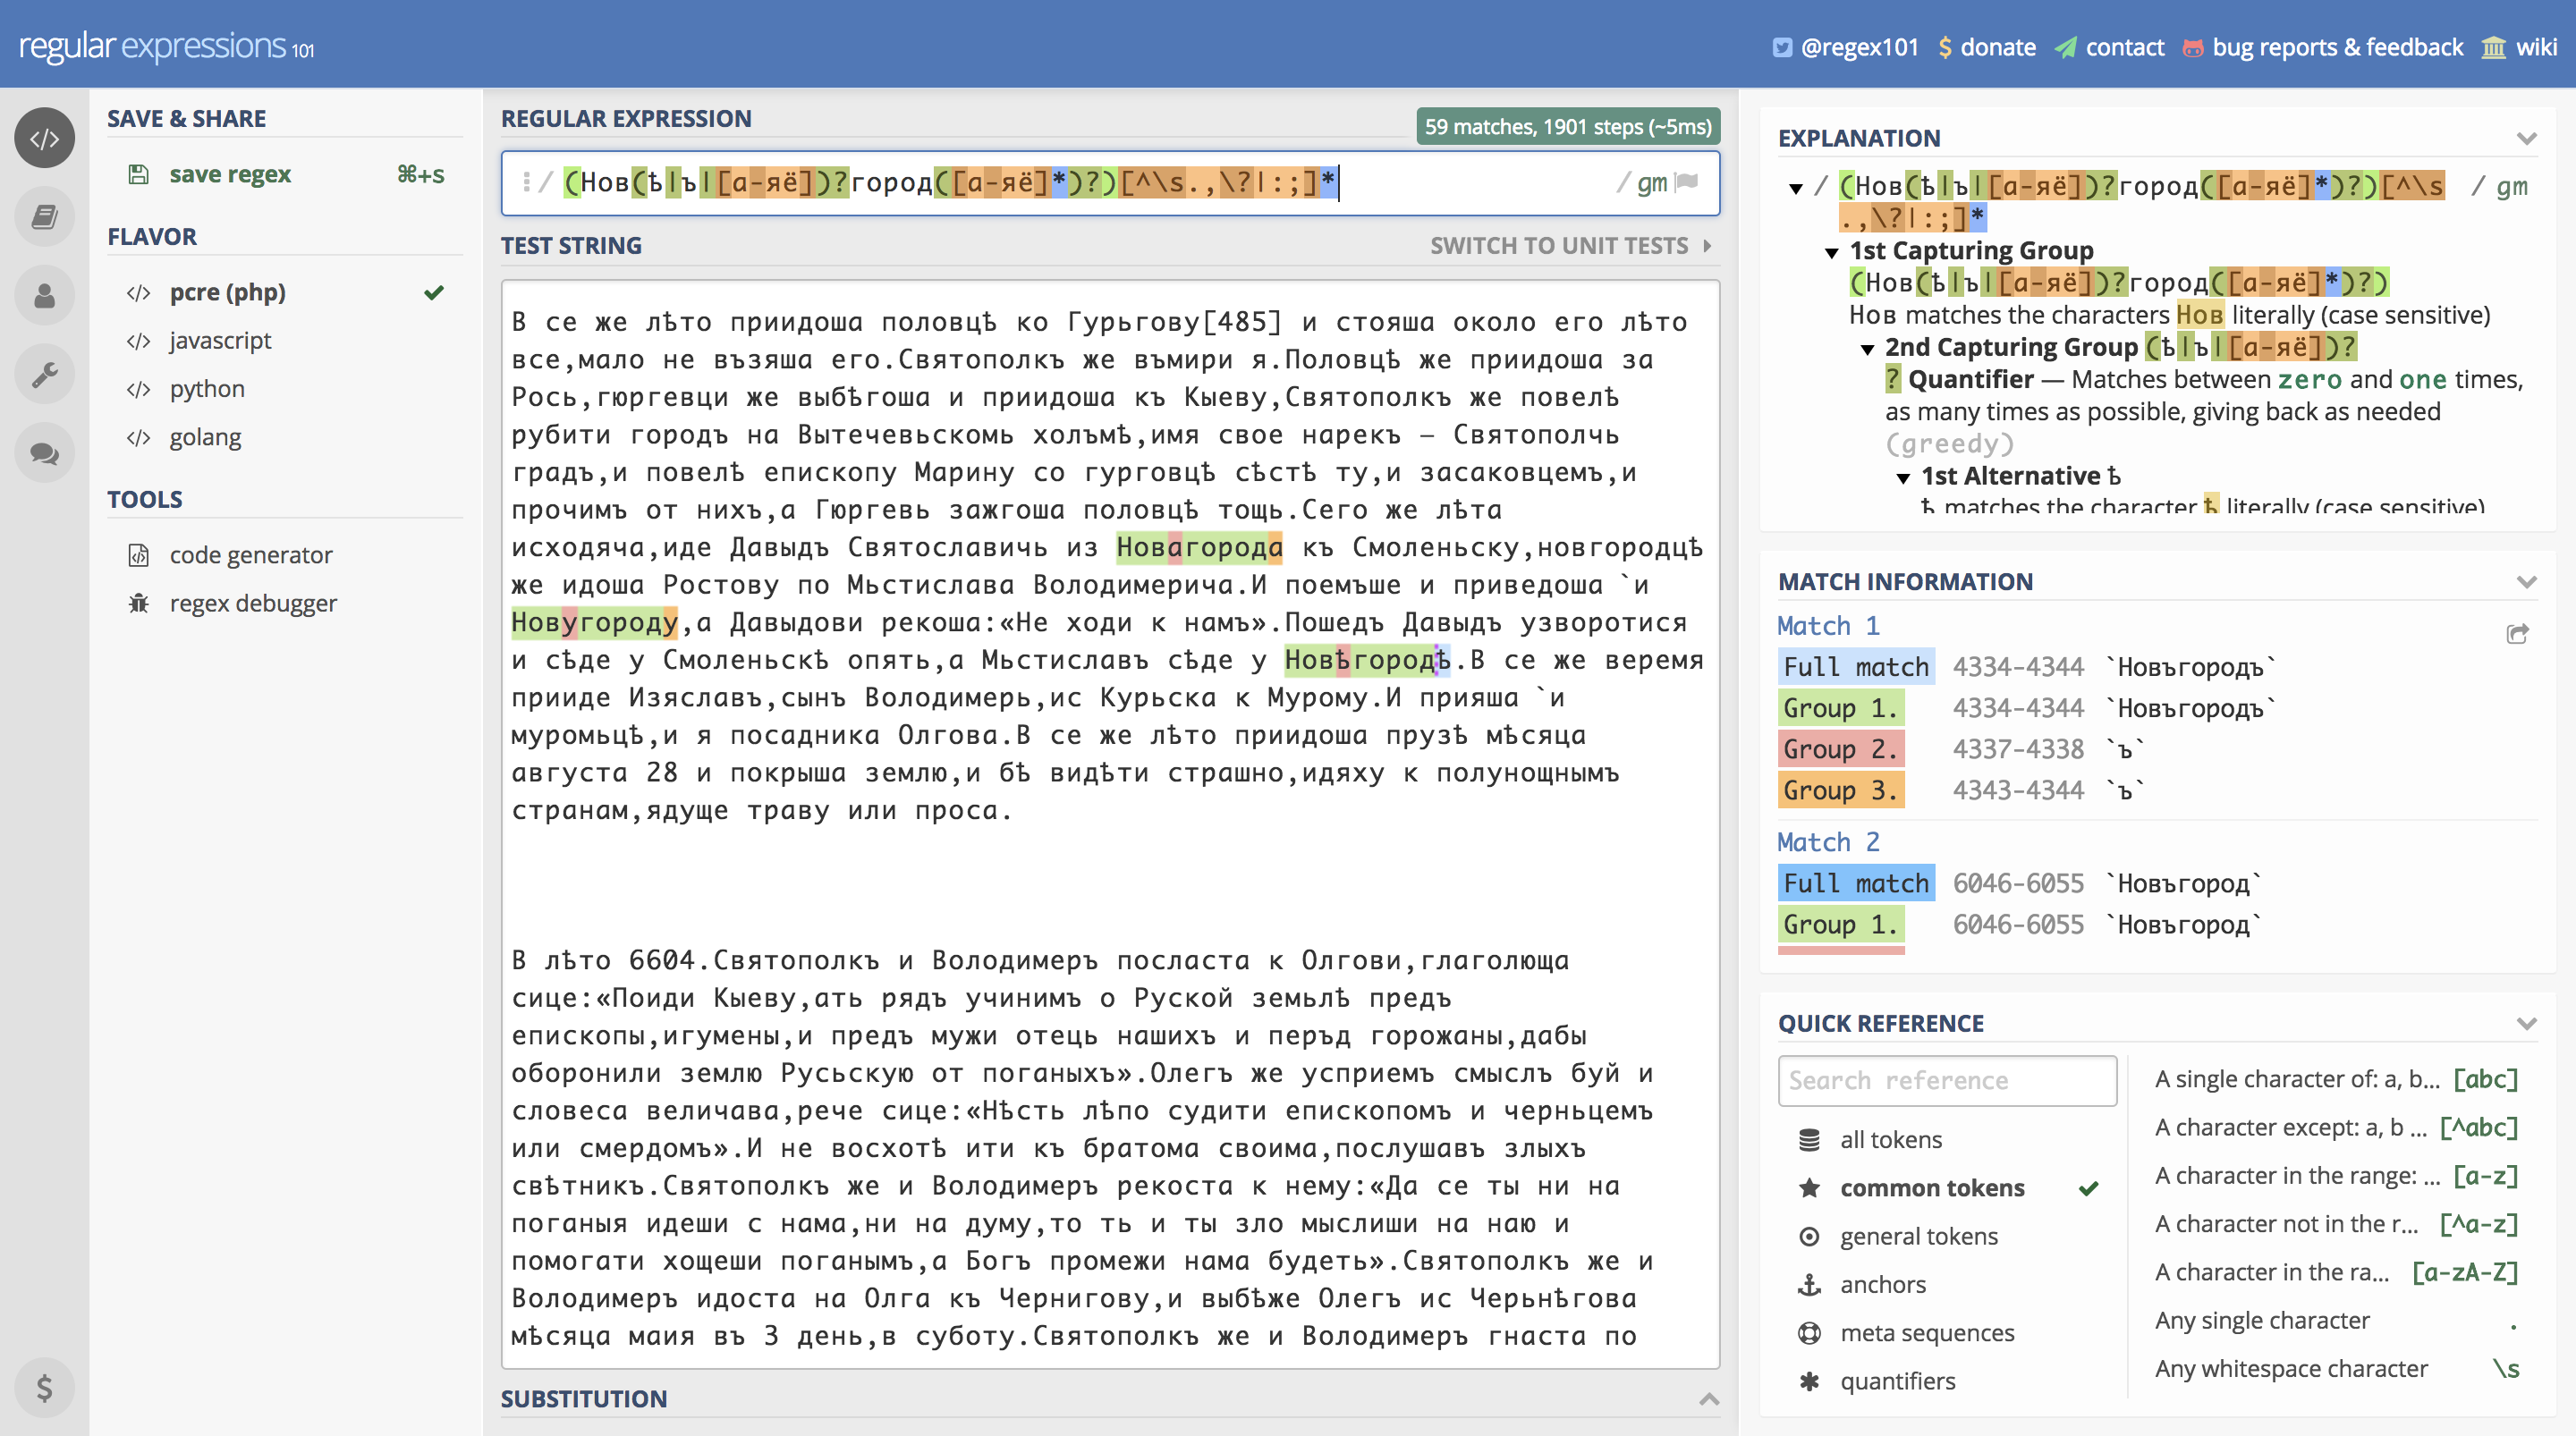 regular expressions 101
@regex101
donate
contact
bug reports & feedback
wiki
SAVE & SHARE
save regex ⌘+s
FLAVOR
pcre (php)
javascript
python
golang
TOOLS
code generator
regex debugger
REGULAR EXPRESSION
59 matches, 1901 steps (~5ms)
/ (Нов(ѣ|ъ|[а-яё])?город([а-яё]*)?)[^\s.,\?|:;]* / gm
TEST STRING
SWITCH TO UNIT TESTS
В се же лѣто приидоша половцѣ ко Гурьгову[485] и стояша около его лѣто
все,мало не възяша его.Святополкъ же въмири я.Половцѣ же приидоша за
Рось,гюргевци же выбѣгоша и приидоша къ Кыеву,Святополкъ же повелѣ
рубити городъ на Вытечевьскомь холъмѣ,имя свое нарекъ – Святополчь
градъ,и повелѣ епископу Марину со гурговцѣ сѣстѣ ту,и засаковцемъ,и
прочимъ от нихъ,а Гюргевь зажгоша половцѣ тощь.Сего же лѣта
исходяча,иде Давыдъ Святославичь из Новагорода къ Смоленьску,новгородцѣ
же идоша Ростову по Мьстислава Володимерича.И поемъше и приведоша `и
Новугороду,а Давыдови рекоша:«Не ходи к намъ».Пошедъ Давыдъ узворотися
и сѣде у Смоленьскѣ опять,а Мьстиславъ сѣде у Новѣгородѣ.В се же веремя
прииде Изяславъ,сынъ Володимерь,ис Курьска к Мурому.И прияша `и
муромьцѣ,и я посадника Олгова.В се же лѣто приидоша прузѣ мѣсяца
августа 28 и покрыша землю,и бѣ видѣти страшно,идяху к полунощнымъ
странам,ядуще траву или проса.
В лѣто 6604.Святополкъ и Володимеръ посласта к Олгови,глаголюща
сице:«Поиди Кыеву,ать рядъ учинимъ о Руской земьлѣ предъ
епископы,игумены,и предъ мужи отець нашихъ и перъд горожаны,дабы
оборонили землю Русьскую от поганыхъ».Олегъ же усприемъ смыслъ буй и
словеса величава,рече сице:«Нѣсть лѣпо судити епископомъ и черньцемъ
или смердомъ».И не восхотѣ ити къ братома своима,послушавъ злыхъ
свѣтникъ.Святополкъ же и Володимеръ рекоста к нему:«Да се ты ни на
поганыя идеши с нама,ни на думу,то ть и ты зло мыслиши на наю и
помогати хощеши поганымъ,а Богъ промежи нама будеть».Святополкъ же и
Володимеръ идоста на Олга къ Чернигову,и выбѣже Олегъ ис Черьнѣгова
мѣсяца маия въ 3 день,в суботу.Святополкъ же и Володимеръ гнаста по
SUBSTITUTION
EXPLANATION
/ (Нов(ѣ|ъ|[а-яё])?город([а-яё]*)?)[^\s / gm
.,\?|:;]*
1st Capturing Group
(Нов(ѣ|ъ|[а-яё])?город([а-яё]*)?)
Нов matches the characters Нов literally (case sensitive)
2nd Capturing Group (ѣ|ъ|[а-яё])?
? Quantifier — Matches between zero and one times,
as many times as possible, giving back as needed
(greedy)
1st Alternative ѣ
ѣ matches the character ѣ literally (case sensitive)
MATCH INFORMATION
Match 1
Full match 4334-4344 `Новъгородъ`
Group 1. 4334-4344 `Новъгородъ`
Group 2. 4337-4338 `ъ`
Group 3. 4343-4344 `ъ`
Match 2
Full match 6046-6055 `Новъгород`
Group 1. 6046-6055 `Новъгород`
QUICK REFERENCE
Search reference
all tokens
common tokens
general tokens
anchors
meta sequences
quantifiers
A single character of: a, b... [abc]
A character except: a, b ... [^abc]
A character in the range: ... [a-z]
A character not in the r... [^a-z]
A character in the ra... [a-zA-Z]
Any single character .
Any whitespace character \s